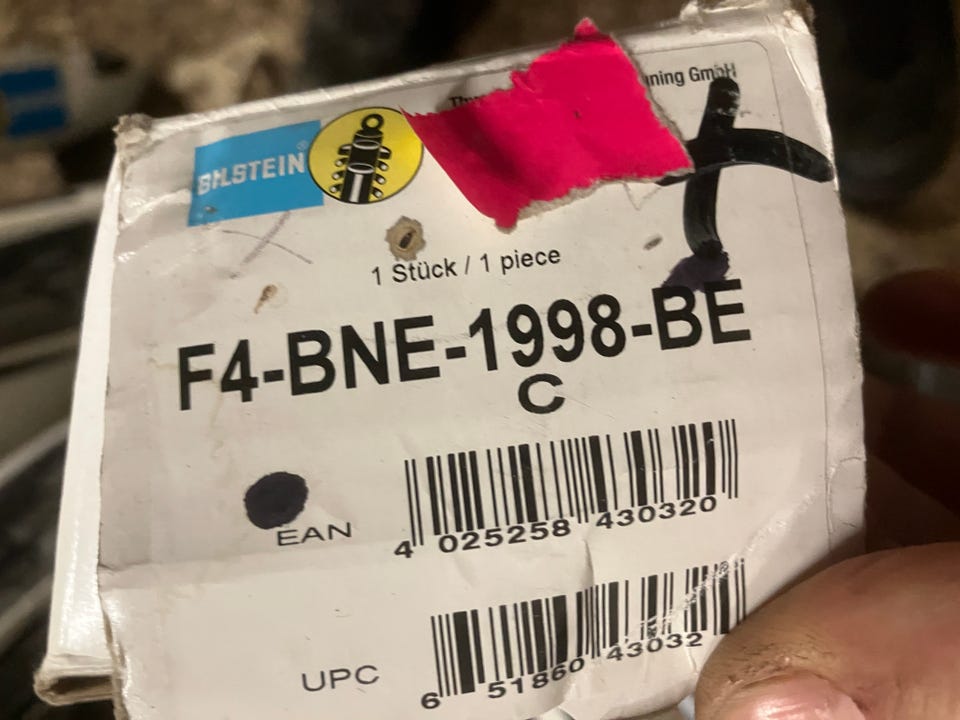 uning GmbH
BILSTEIN®
1 Stück / 1 piece
F4-BNE-1998-BE
C
EAN
4 025258 430320
UPC
6 51860 43032